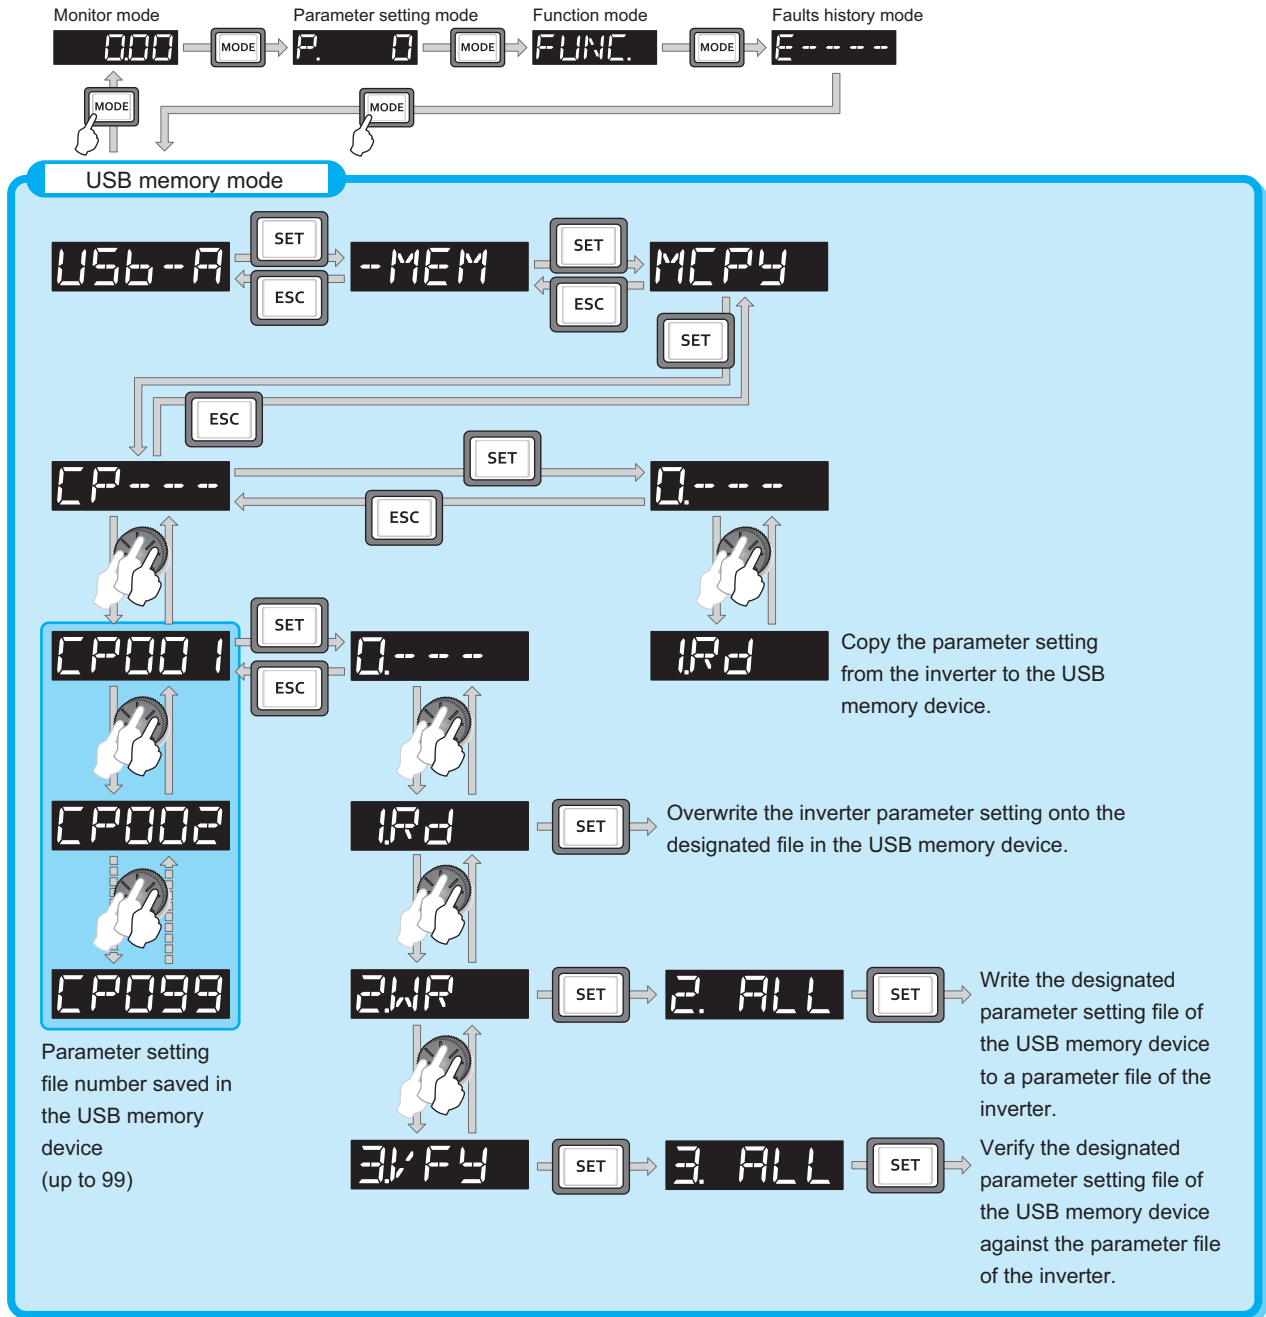 Monitor mode Parameter setting mode Function mode Faults history mode
0.00 MODE P. 0 MODE FUNC. MODE E----
MODE MODE
USB memory mode
SET SET
USb-A -MEM MCPY
ESC ESC
SET
ESC
SET
CP--- 0.---
ESC
SET
CP001 0.--- 1.Rd
ESC
Copy the parameter setting
from the inverter to the USB
memory device.
CP002 1.Rd SET
Overwrite the inverter parameter setting onto the
designated file in the USB memory device.
CP099 2.WR SET 2. ALL SET
Write the designated
parameter setting file of
the USB memory device
to a parameter file of the
inverter.
Parameter setting
file number saved in
the USB memory
device
(up to 99)
3.VFY SET 3. ALL SET
Verify the designated
parameter setting file of
the USB memory device
against the parameter file
of the inverter.